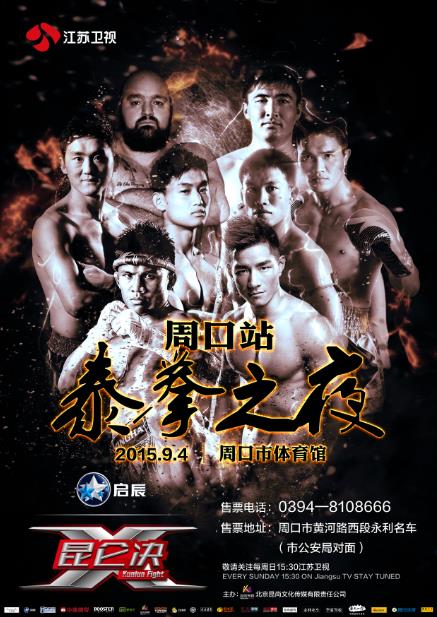 江苏卫视
周口站
泰拳之夜
2015.9.4 周口市体育馆
启辰
售票电话：0394—8108666
售票地址：周口市黄河路西段永利名车
（市公安局对面）
昆仑决
Kunlun Fight
敬请关注每周日15:30江苏卫视
EVERY SUNDAY 15:30 ON Jiangsu TV STAY TUNED
北京昆尚文化传媒有限责任公司